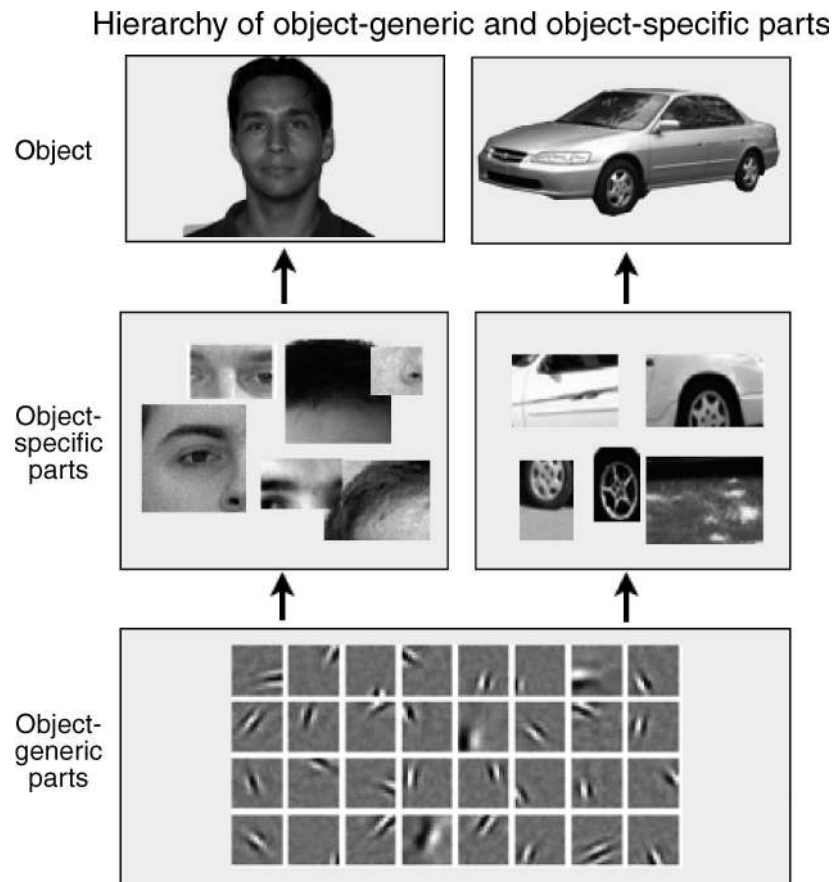 Hierarchy of object-generic and object-specific parts
Object
Object-
specific
parts
Object-
generic
parts